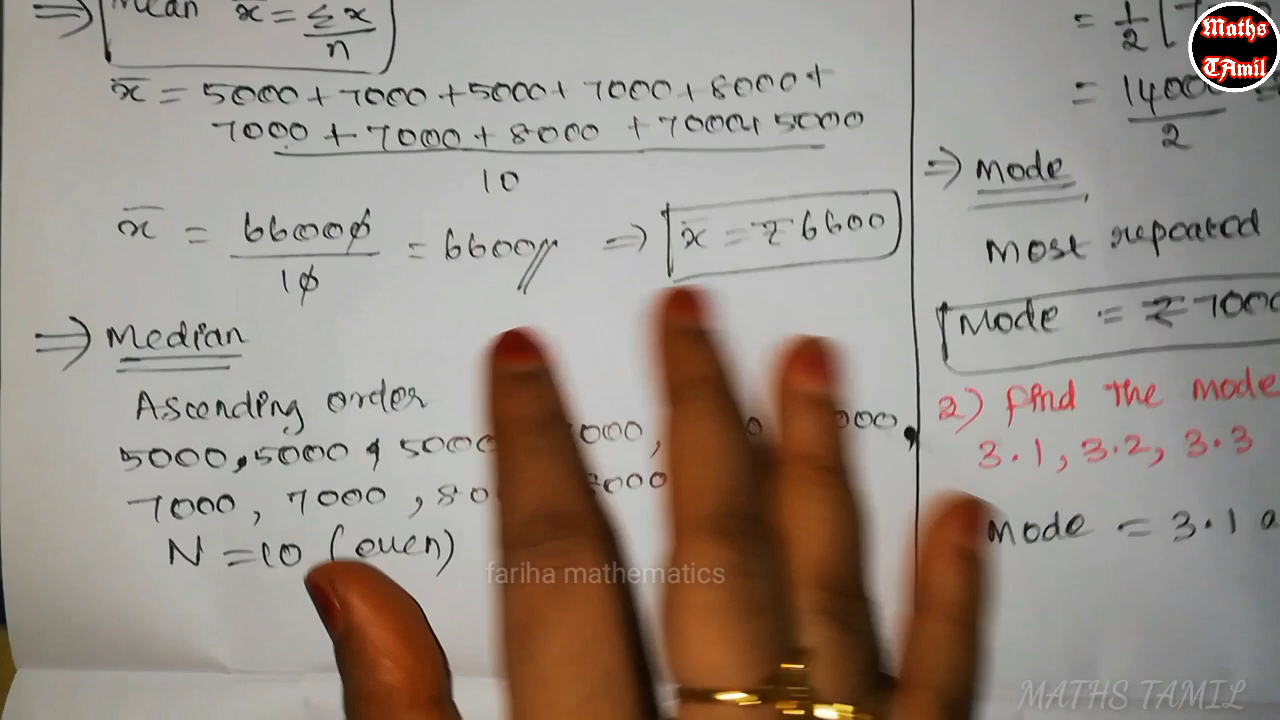 ⇒ Mean x̄ = Σx / n
x̄ = 5000 + 7000 + 5000 + 7000 + 8000 +
7000 + 7000 + 8000 + 7000 + 5000
10
x̄ = 66000 / 10 = 6600 ⇒ x̄ = ₹ 6600
⇒ Median
Ascending order
5000, 5000, 5000
7000, 7000, 80
N = 10 (even)
= 1/2
= 1400 / 2
⇒ Mode
Most repeated
Mode = ₹ 7000
2) Find the mode
3.1, 3.2, 3.3
Mode = 3.1
Maths
TAmil
fariha mathematics
MATHS TAMIL